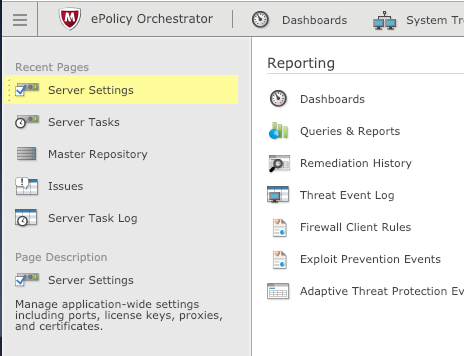 ePolicy Orchestrator
Dashboards
System Tr
Recent Pages
Server Settings
Server Tasks
Master Repository
Issues
Server Task Log
Page Description
Server Settings
Manage application-wide settings
including ports, license keys, proxies,
and certificates.
Reporting
Dashboards
Queries & Reports
Remediation History
Threat Event Log
Firewall Client Rules
Exploit Prevention Events
Adaptive Threat Protection Ev